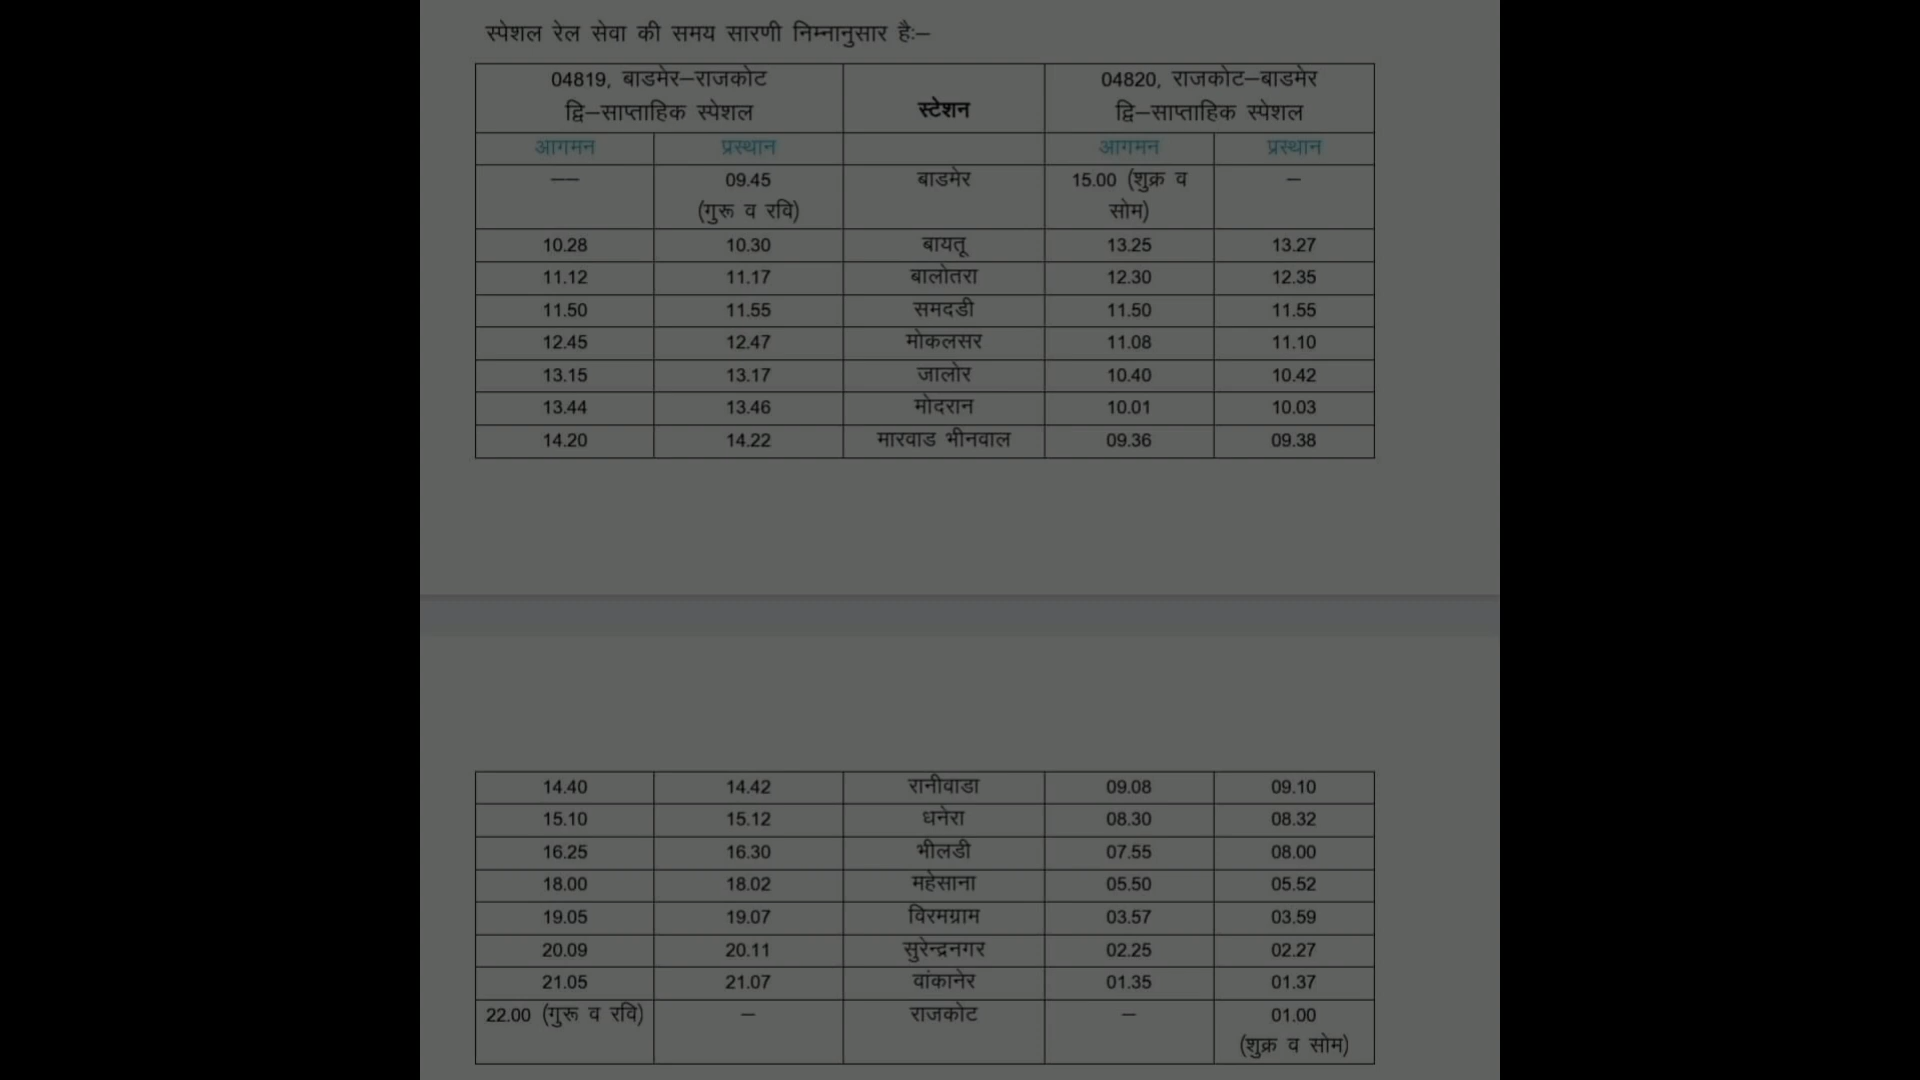 स्पेशल रेल सेवा की समय सारणी निम्नानुसार हैः–
04819, बाडमेर–राजकोट द्वि–साप्ताहिक स्पेशल स्टेशन 04820, राजकोट–बाडमेर द्वि–साप्ताहिक स्पेशल
आगमन प्रस्थान आगमन प्रस्थान
–– 09.45 (गुरू व रवि) बाडमेर 15.00 (शुक्र व सोम) –
10.28 10.30 बायतू 13.25 13.27
11.12 11.17 बालोतरा 12.30 12.35
11.50 11.55 समदडी 11.50 11.55
12.45 12.47 मोकलसर 11.08 11.10
13.15 13.17 जालोर 10.40 10.42
13.44 13.46 मोदरान 10.01 10.03
14.20 14.22 मारवाड भीनवाल 09.36 09.38
14.40 14.42 रानीवाडा 09.08 09.10
15.10 15.12 धनेरा 08.30 08.32
16.25 16.30 भीलडी 07.55 08.00
18.00 18.02 महेसाना 05.50 05.52
19.05 19.07 विरमग्राम 03.57 03.59
20.09 20.11 सुरेन्द्रनगर 02.25 02.27
21.05 21.07 वांकानेर 01.35 01.37
22.00 (गुरू व रवि) – राजकोट – 01.00 (शुक्र व सोम)